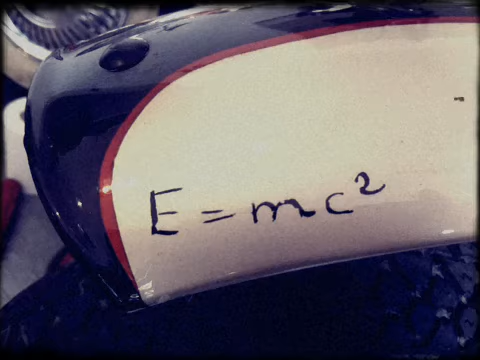 E = mc²